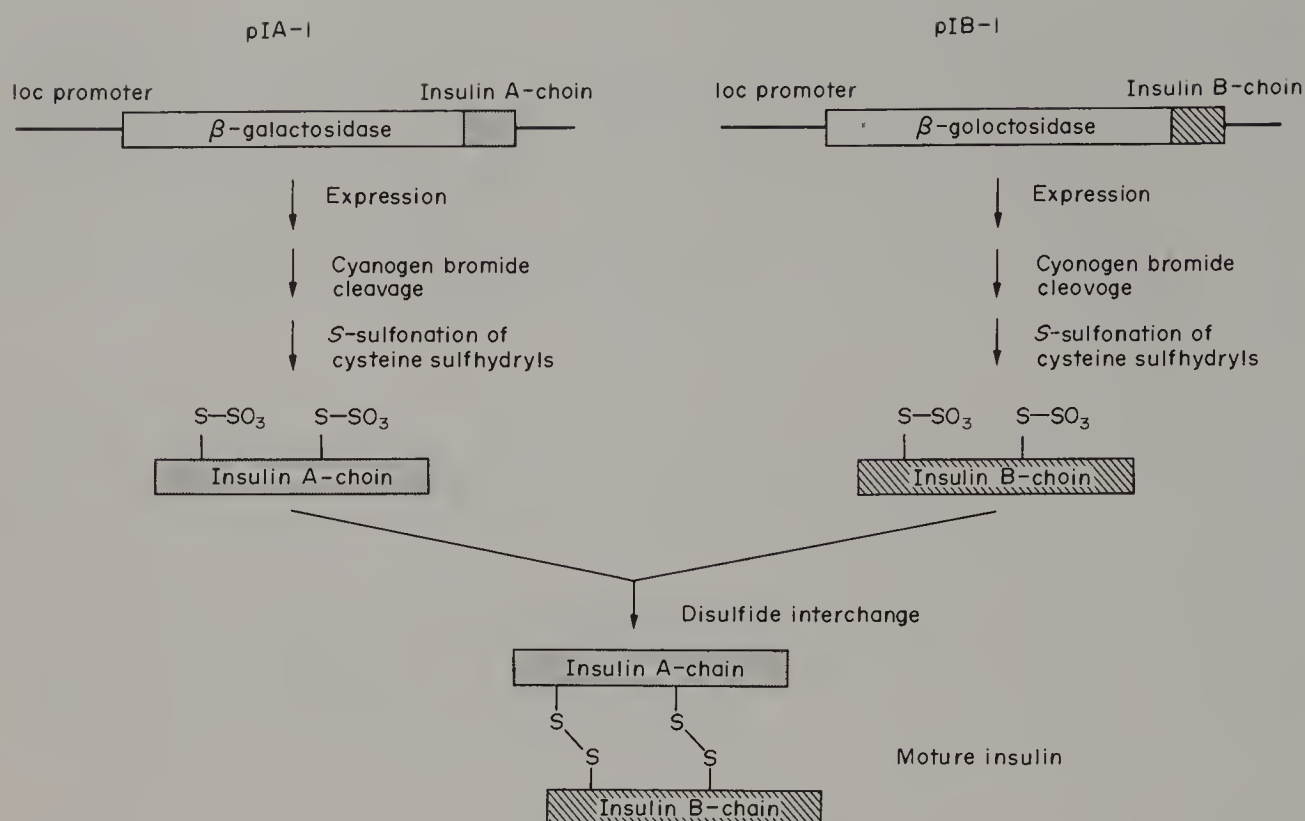 pIA-1
pIB-1
loc promoter
Insulin A-choin
β-galactosidase
loc promoter
Insulin B-choin
β-goloctosidase
Expression
Cyanogen bromide
cleavage
S-sulfonation of
cysteine sulfhydryls
Expression
Cyonogen bromide
cleovoge
S-sulfonation of
cysteine sulfhydryls
S—SO₃ S—SO₃
Insulin A-choin
S—SO₃ S—SO₃
Insulin B-choin
Disulfide interchange
Insulin A-chain
S S
S S
Moture insulin
Insulin B-chain